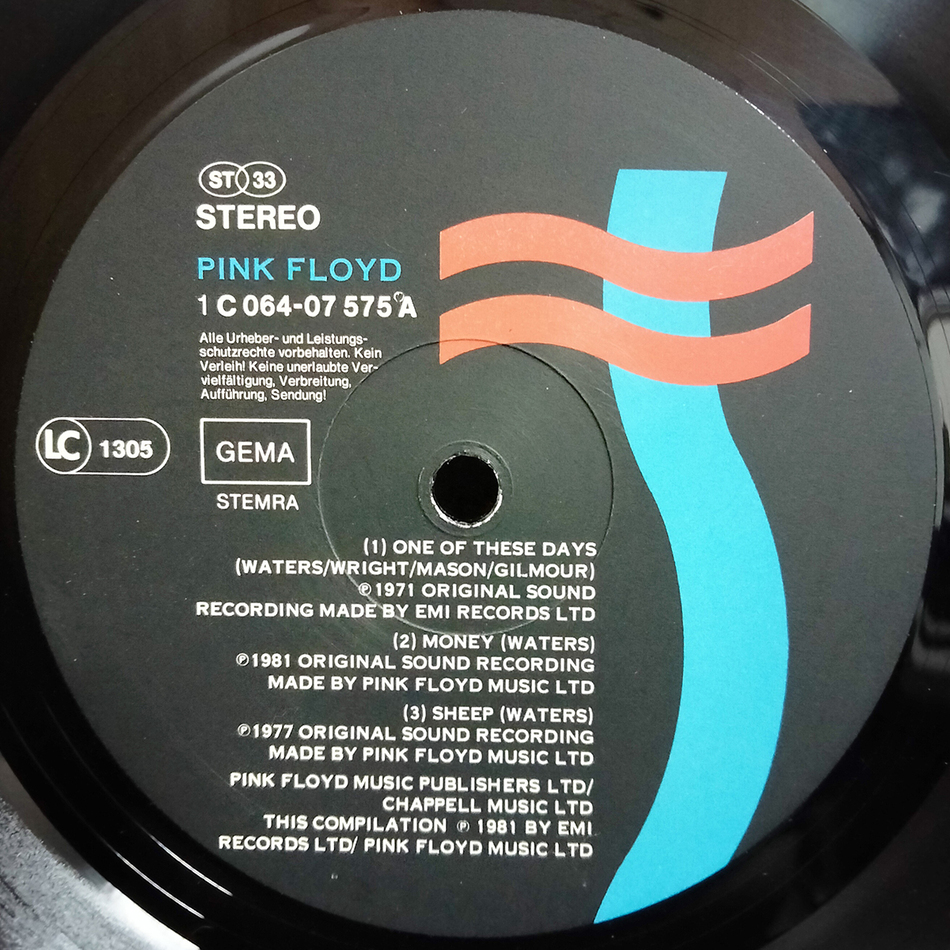 ST 33
STEREO
PINK FLOYD
1 C 064-07 575 A
Alle Urheber- und Leistungs-
schutzrechte vorbehalten. Kein
Verleih! Keine unerlaubte Ver-
vielfältigung, Verbreitung,
Aufführung, Sendung!
LC 1305
GEMA
STEMRA
(1) ONE OF THESE DAYS
(WATERS/WRIGHT/MASON/GILMOUR)
℗ 1971 ORIGINAL SOUND
RECORDING MADE BY EMI RECORDS LTD
(2) MONEY (WATERS)
℗1981 ORIGINAL SOUND RECORDING
MADE BY PINK FLOYD MUSIC LTD
(3) SHEEP (WATERS)
℗1977 ORIGINAL SOUND RECORDING
MADE BY PINK FLOYD MUSIC LTD
PINK FLOYD MUSIC PUBLISHERS LTD/
CHAPPELL MUSIC LTD
THIS COMPILATION ℗ 1981 BY EMI
RECORDS LTD/ PINK FLOYD MUSIC LTD